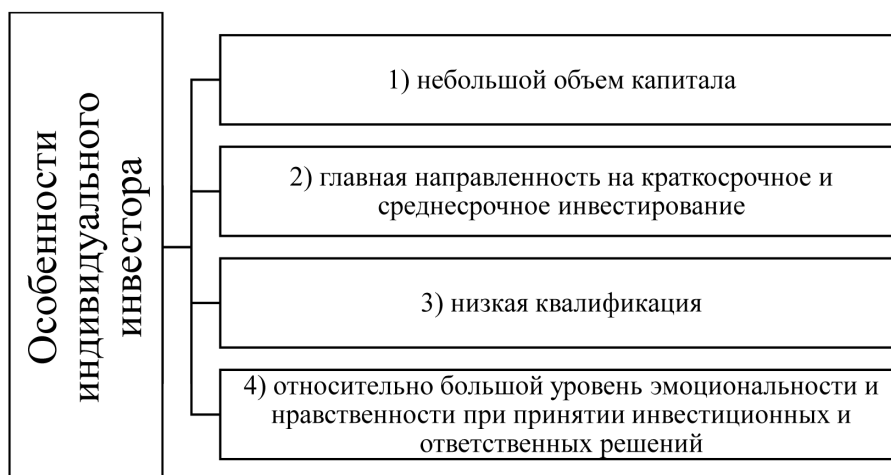 Особенности
индивидуального
инвестора
1) небольшой объем капитала
2) главная направленность на краткосрочное и
среднесрочное инвестирование
3) низкая квалификация
4) относительно большой уровень эмоциональности и
нравственности при принятии инвестиционных и
ответственных решений